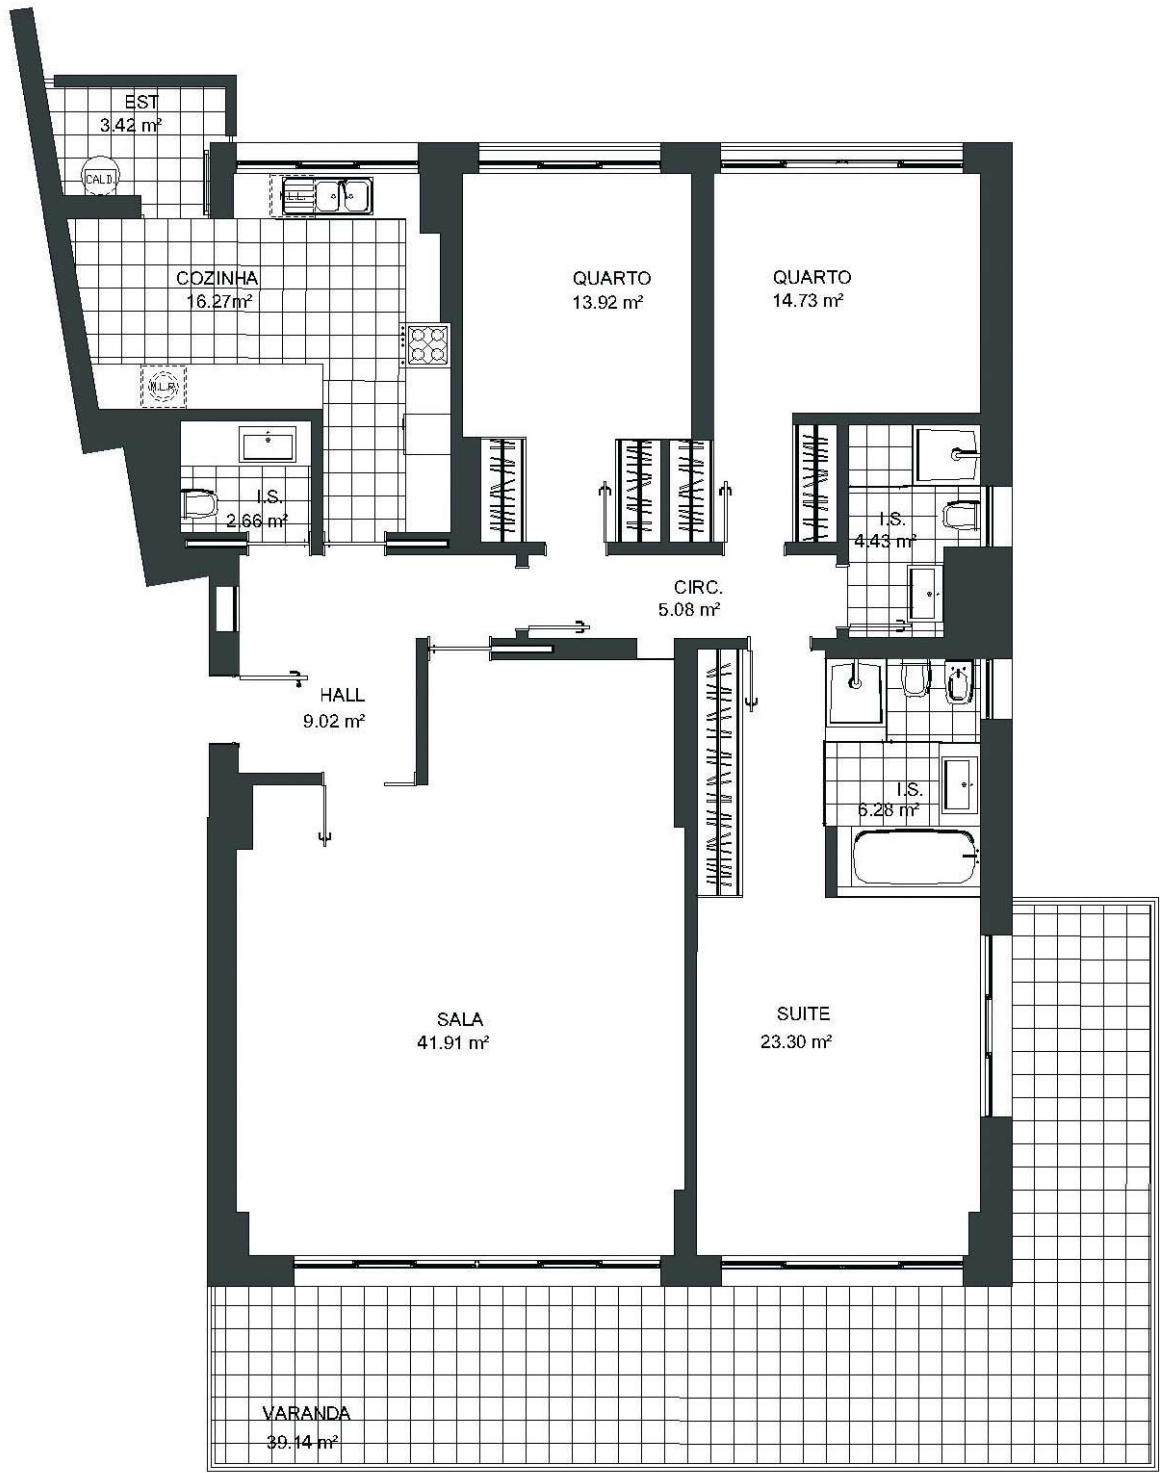 EST
3.42 m²
CALD.
M.L.L.
COZINHA
16.27m²
QUARTO
13.92 m²
QUARTO
14.73 m²
M.L.R.
I.S.
2.66 m²
I.S.
4.43 m²
CIRC.
5.08 m²
HALL
9.02 m²
I.S.
6.28 m²
SALA
41.91 m²
SUITE
23.30 m²
VARANDA
39.14 m²